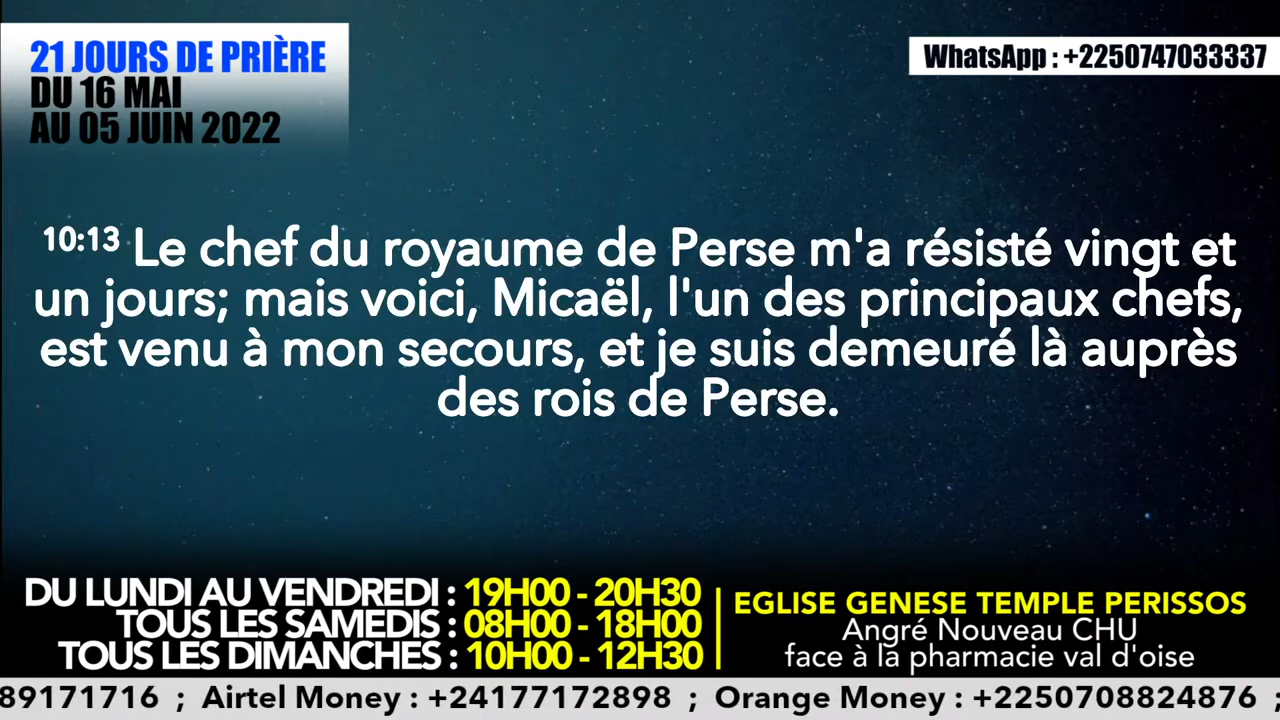 21 JOURS DE PRIÈRE
DU 16 MAI
AU 05 JUIN 2022
WhatsApp : +2250747033337
10:13 Le chef du royaume de Perse m'a résisté vingt et
un jours; mais voici, Micaël, l'un des principaux chefs,
est venu à mon secours, et je suis demeuré là auprès
des rois de Perse.
DU LUNDI AU VENDREDI : 19H00 - 20H30
TOUS LES SAMEDIS : 08H00 - 18H00
TOUS LES DIMANCHES : 10H00 - 12H30
EGLISE GENESE TEMPLE PERISSOS
Angré Nouveau CHU
face à la pharmacie val d'oise
89171716 ; Airtel Money : +24177172898 ; Orange Money : +2250708824876 ;